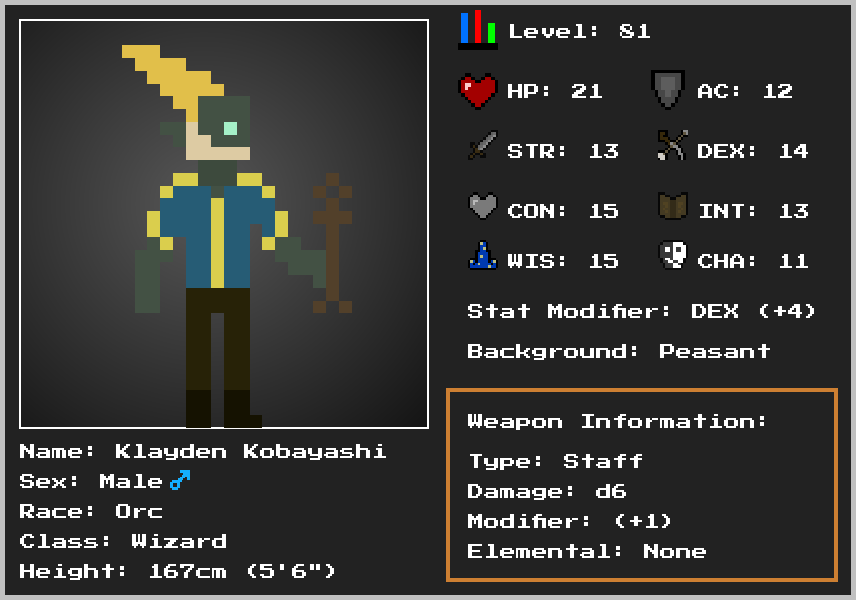 Level: 81
HP: 21 AC: 12
STR: 13 DEX: 14
CON: 15 INT: 13
WIS: 15 CHA: 11
Stat Modifier: DEX (+4)
Background: Peasant
Weapon Information:
Type: Staff
Damage: d6
Modifier: (+1)
Elemental: None
Name: Klayden Kobayashi
Sex: Male ♂
Race: Orc
Class: Wizard
Height: 167cm (5'6")